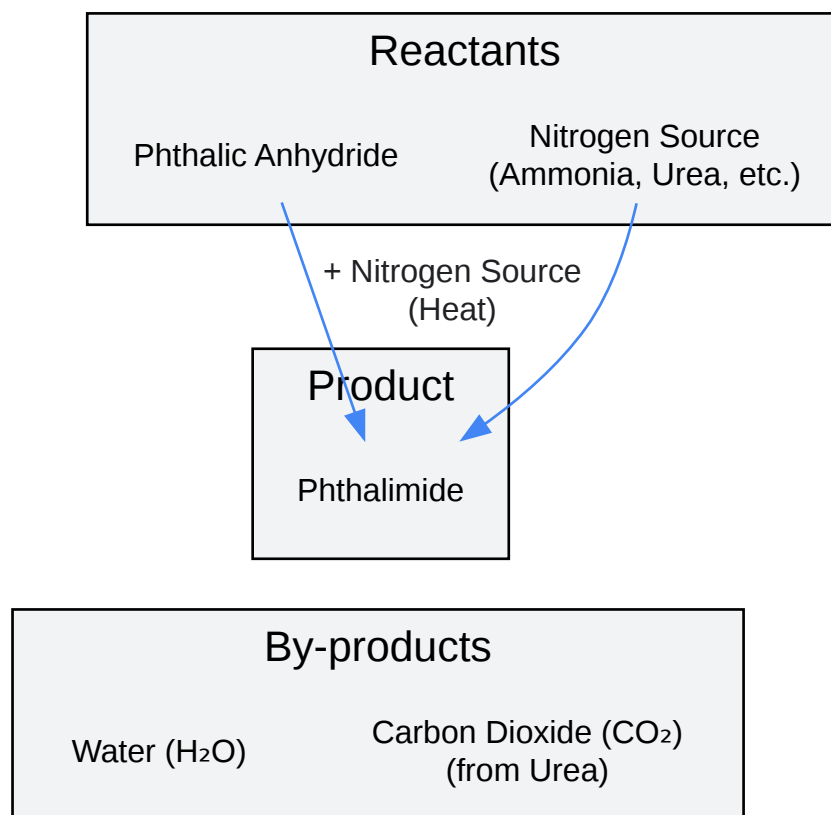 Reactants
Phthalic Anhydride
Nitrogen Source
(Ammonia, Urea, etc.)
+ Nitrogen Source
(Heat)
Product
Phthalimide
By-products
Water (H₂O)
Carbon Dioxide (CO₂)
(from Urea)